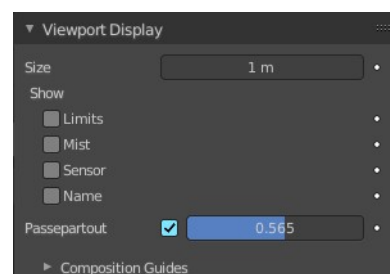 Viewport Display
Size 1 m
Show
Limits
Mist
Sensor
Name
Passepartout 0.565
Composition Guides